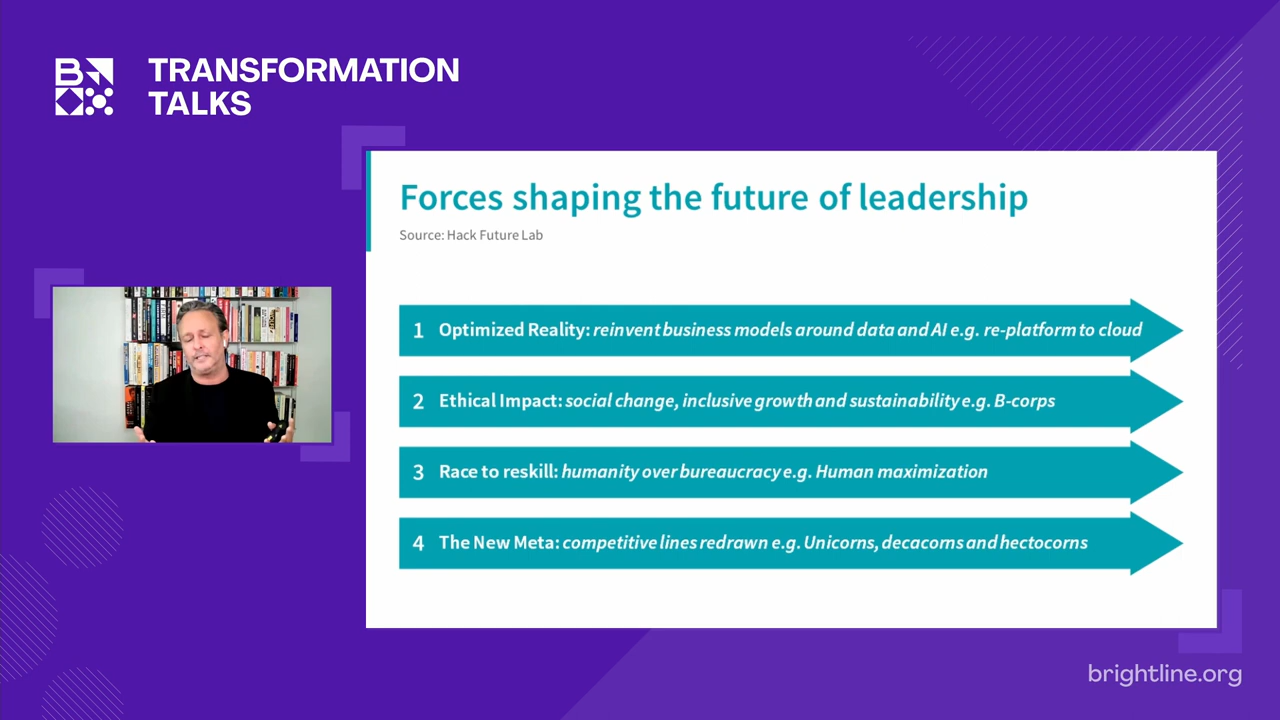 B
TRANSFORMATION
TALKS
Forces shaping the future of leadership
Source: Hack Future Lab
1 Optimized Reality: reinvent business models around data and AI e.g. re-platform to cloud
2 Ethical Impact: social change, inclusive growth and sustainability e.g. B-corps
3 Race to reskill: humanity over bureaucracy e.g. Human maximization
4 The New Meta: competitive lines redrawn e.g. Unicorns, decacorns and hectocorns
brightline.org